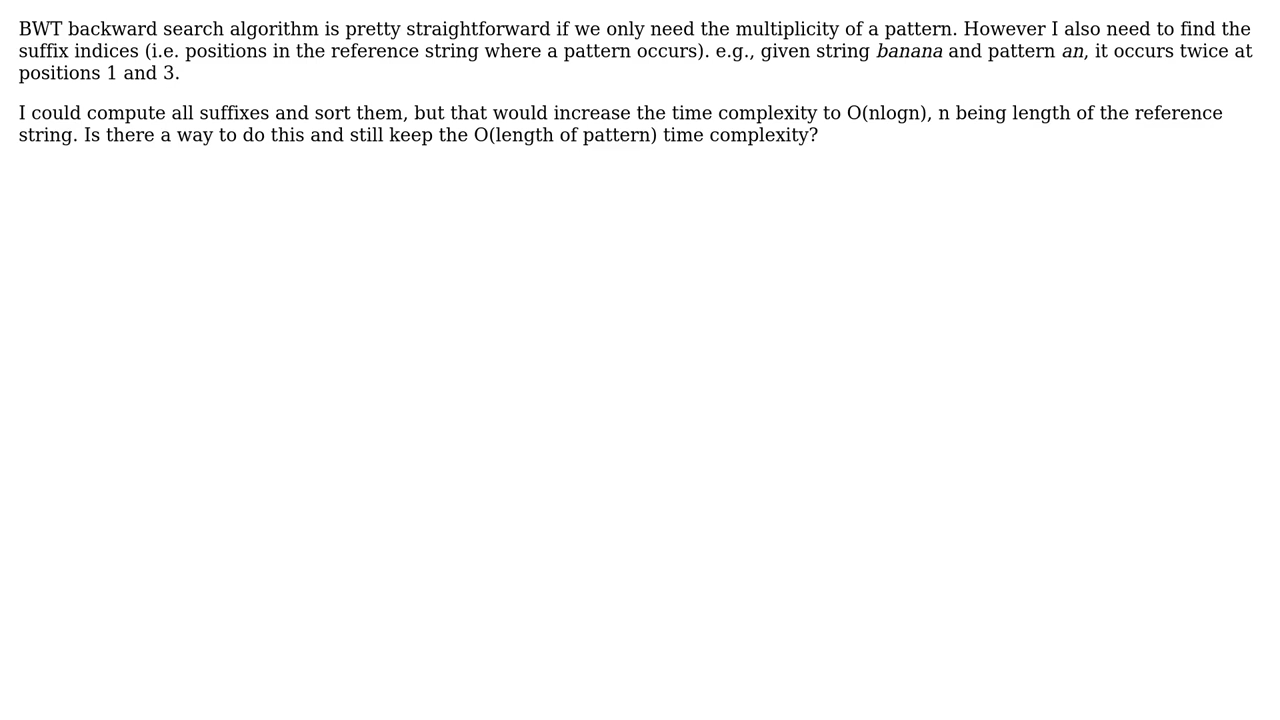 BWT backward search algorithm is pretty straightforward if we only need the multiplicity of a pattern. However I also need to find the
suffix indices (i.e. positions in the reference string where a pattern occurs). e.g., given string banana and pattern an, it occurs twice at
positions 1 and 3.
I could compute all suffixes and sort them, but that would increase the time complexity to O(nlogn), n being length of the reference
string. Is there a way to do this and still keep the O(length of pattern) time complexity?